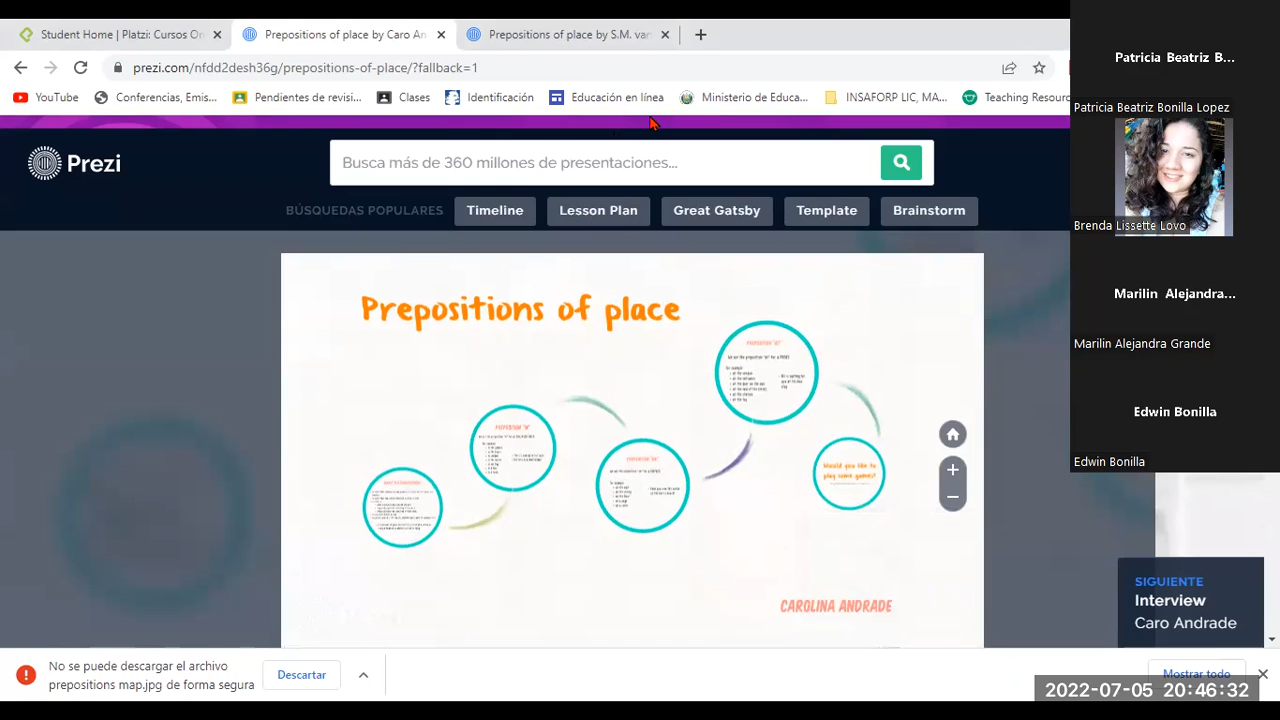 Student Home | Platzi: Cursos On
Prepositions of place by Caro An
Prepositions of place by S.M. van
prezi.com/nfdd2desh36g/prepositions-of-place/?fallback=1
YouTube
Conferencias, Emis...
Pendientes de revisi...
Clases
Identificación
Educación en línea
Ministerio de Educa...
INSAFORP LIC, MA...
Teaching Resourc
Prezi
Busca más de 360 millones de presentaciones...
BÚSQUEDAS POPULARES
Timeline
Lesson Plan
Great Gatsby
Template
Brainstorm
Prepositions of place
Would you like to
play some games?
CAROLINA ANDRADE
SIGUIENTE
Interview
Caro Andrade
No se puede descargar el archivo
prepositions map.jpg de forma segura
Descartar
Mostrar todo
2022-07-05 20:46:32
Patricia Beatriz B...
Patricia Beatriz Bonilla Lopez
Brenda Lissette Lovo
Marilin Alejandra...
Marilin Alejandra Grande
Edwin Bonilla
Edwin Bonilla